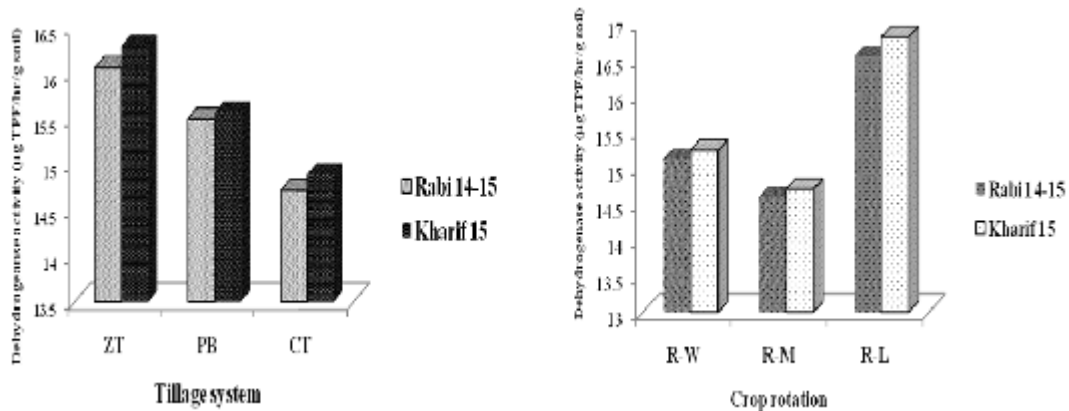 Dehydrogeanse activity (µg TPF/hr/g soil)
16.5
16
15.5
15
14.5
14
13.5
ZT PB CT
Tillage system
Rabi 14-15
Kharif 15
Dehydrogenase activity (µg TPF/hr/g soil)
17
16.5
16
15.5
15
14.5
14
13.5
13
R-W R-M R-L
Crop rotation
Rabi 14-15
Kharif 15